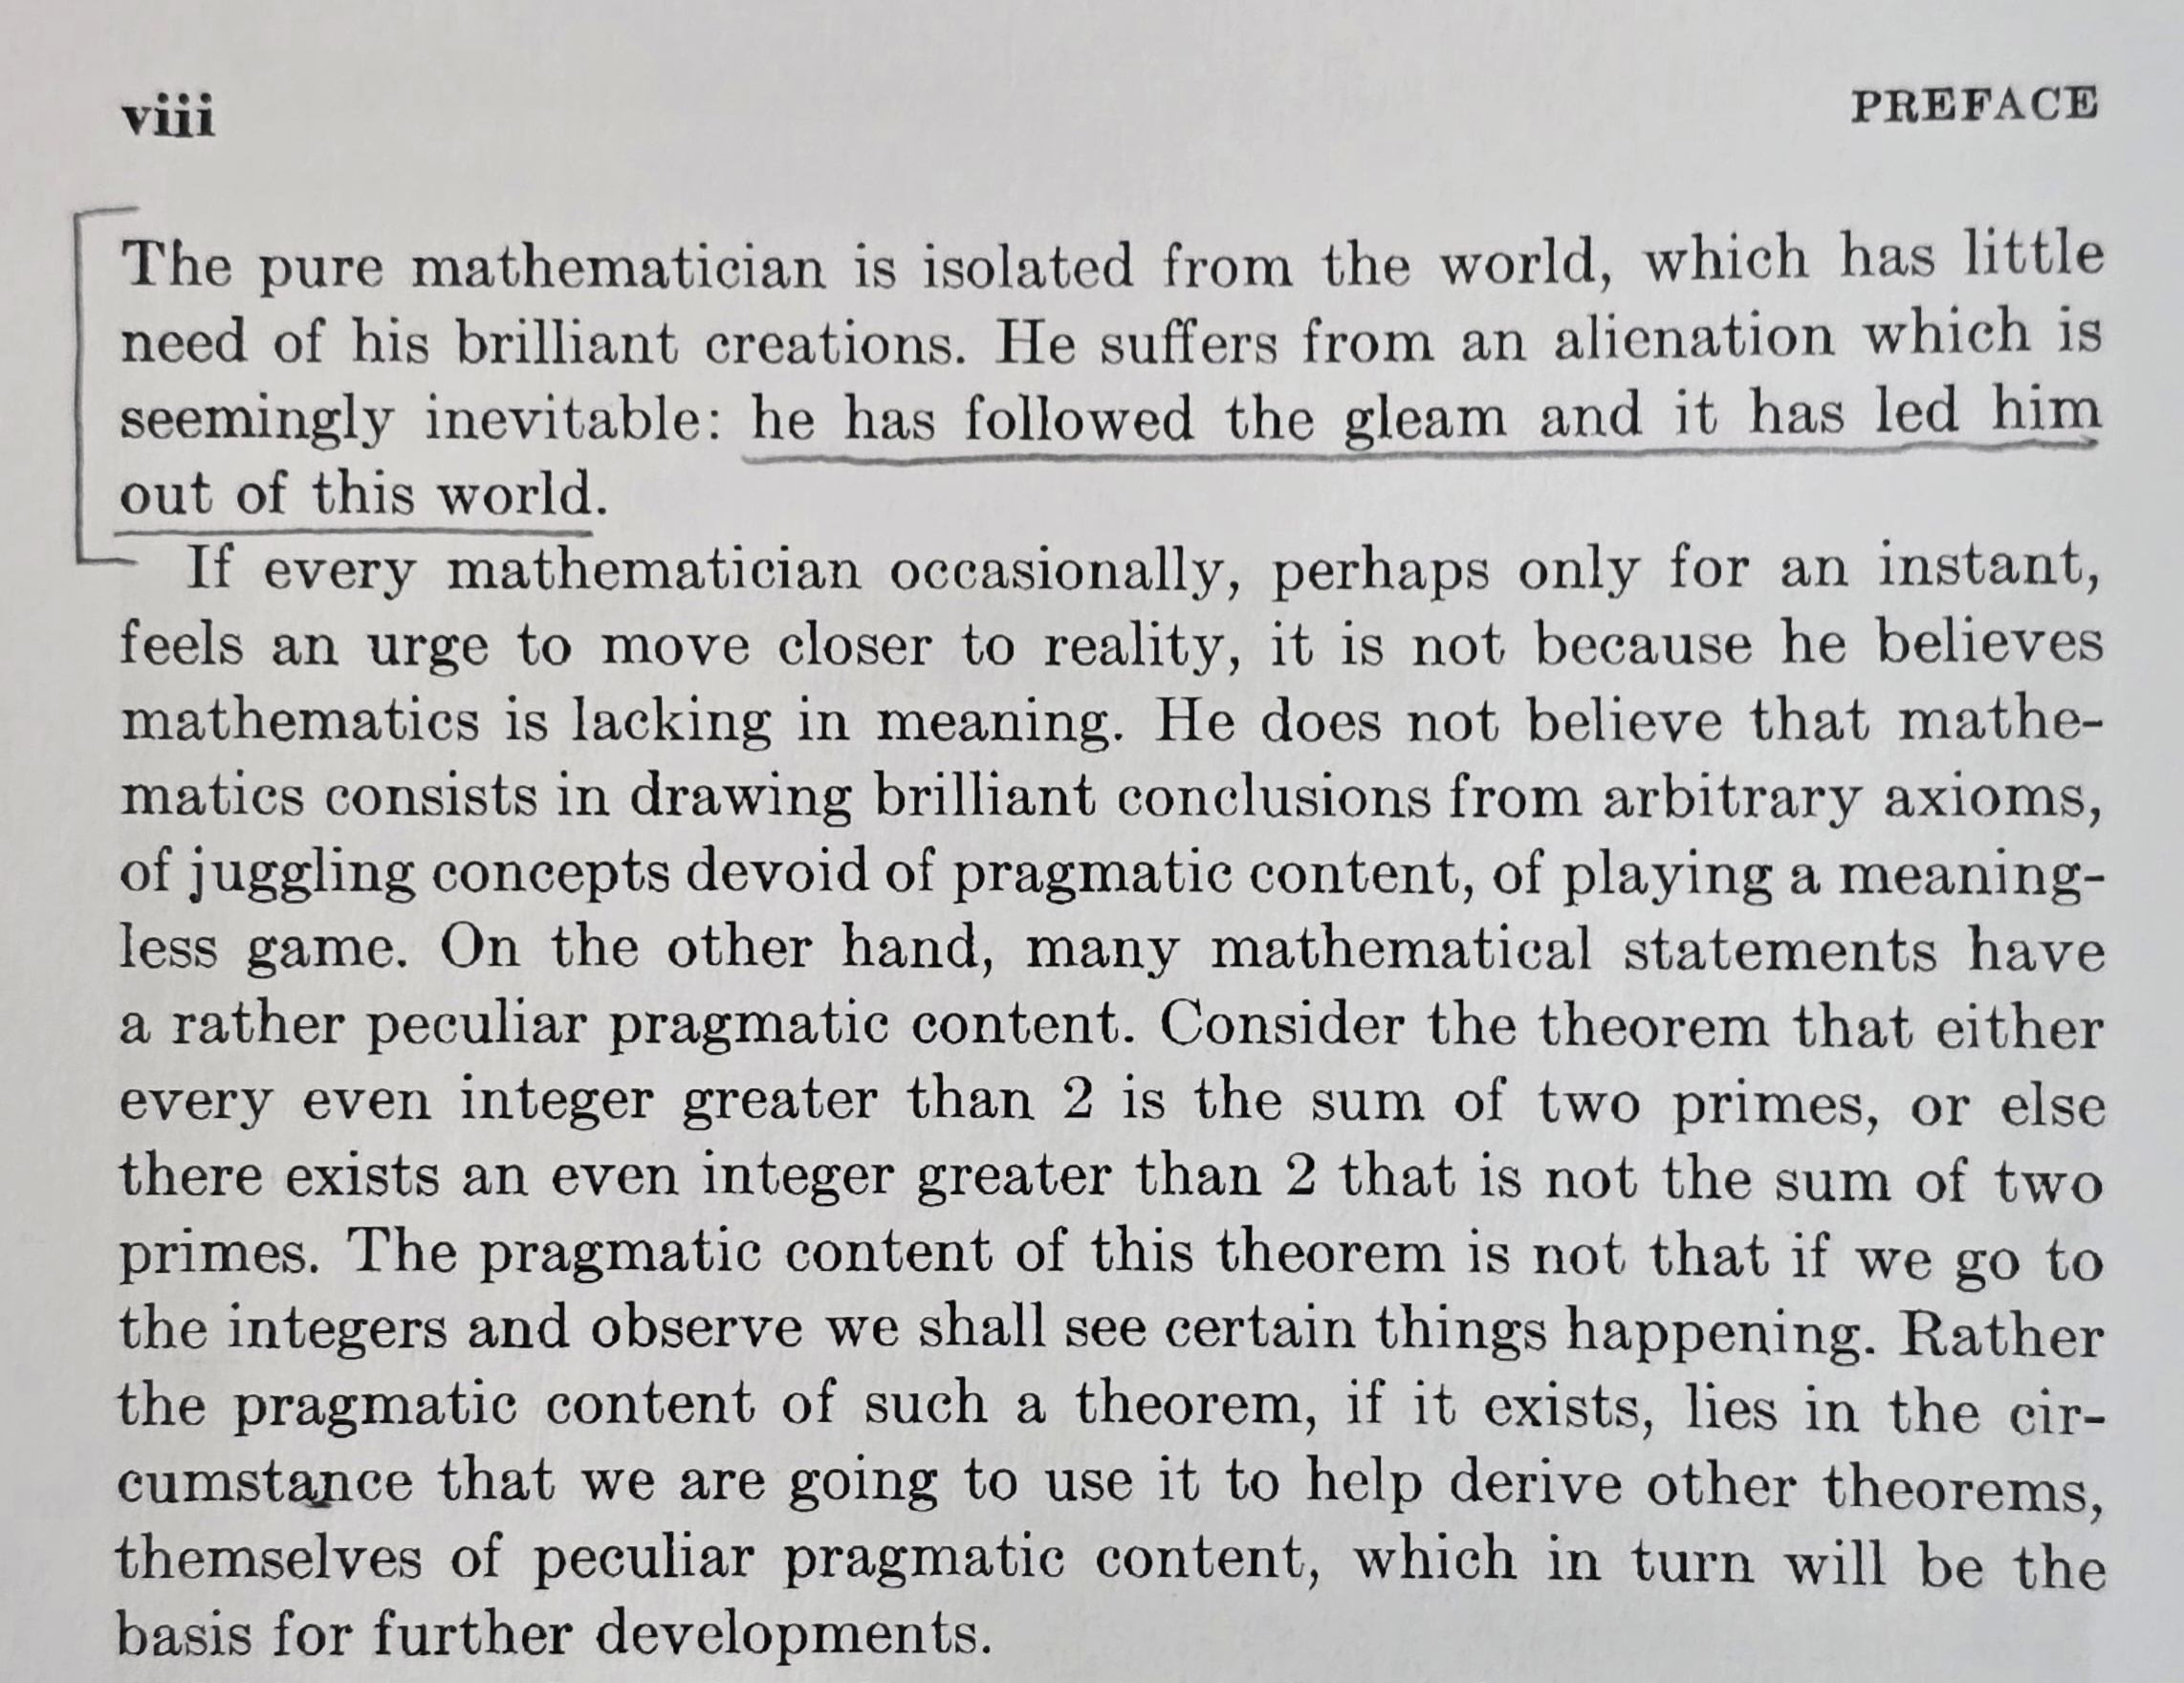 viii
PREFACE
The pure mathematician is isolated from the world, which has little
need of his brilliant creations. He suffers from an alienation which is
seemingly inevitable: he has followed the gleam and it has led him
out of this world.
If every mathematician occasionally, perhaps only for an instant,
feels an urge to move closer to reality, it is not because he believes
mathematics is lacking in meaning. He does not believe that mathe-
matics consists in drawing brilliant conclusions from arbitrary axioms,
of juggling concepts devoid of pragmatic content, of playing a meaning-
less game. On the other hand, many mathematical statements have
a rather peculiar pragmatic content. Consider the theorem that either
every even integer greater than 2 is the sum of two primes, or else
there exists an even integer greater than 2 that is not the sum of two
primes. The pragmatic content of this theorem is not that if we go to
the integers and observe we shall see certain things happening. Rather
the pragmatic content of such a theorem, if it exists, lies in the cir-
cumstance that we are going to use it to help derive other theorems,
themselves of peculiar pragmatic content, which in turn will be the
basis for further developments.